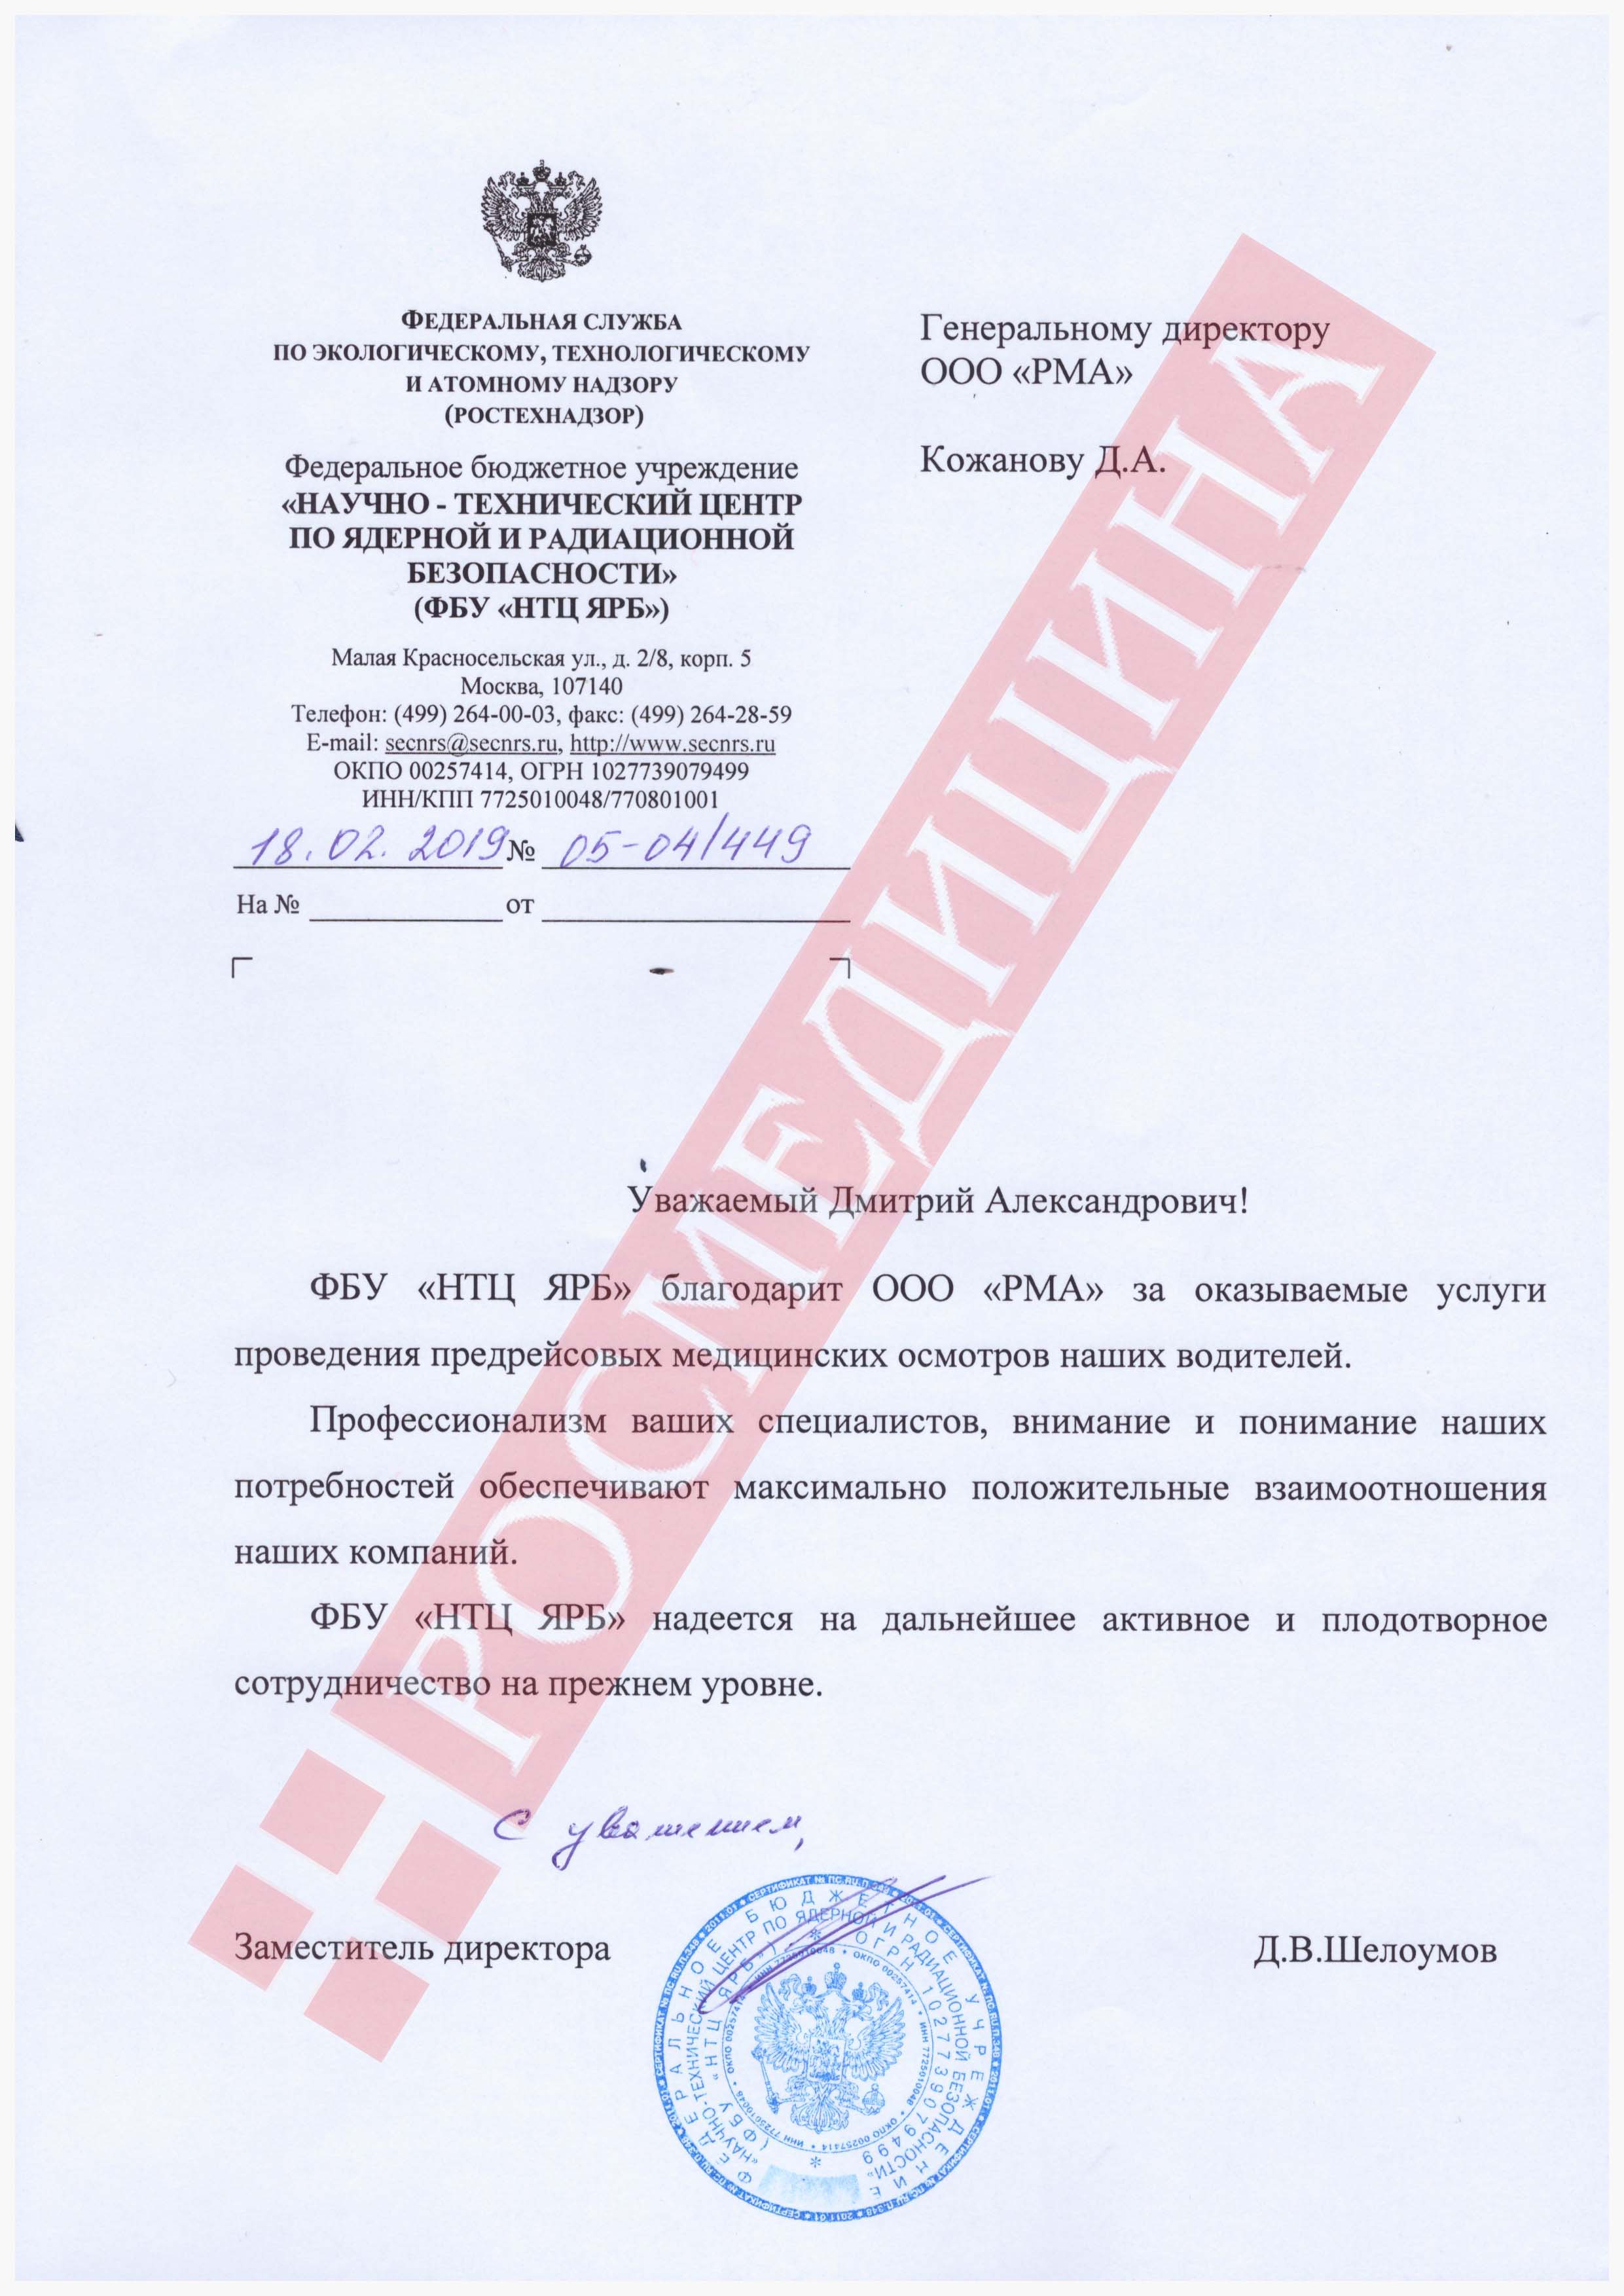 ФЕДЕРАЛЬНАЯ СЛУЖБА
ПО ЭКОЛОГИЧЕСКОМУ, ТЕХНОЛОГИЧЕСКОМУ
И АТОМНОМУ НАДЗОРУ
(РОСТЕХНАДЗОР)
Федеральное бюджетное учреждение
«НАУЧНО - ТЕХНИЧЕСКИЙ ЦЕНТР
ПО ЯДЕРНОЙ И РАДИАЦИОННОЙ
БЕЗОПАСНОСТИ»
(ФБУ «НТЦ ЯРБ»)
Малая Красносельская ул., д. 2/8, корп. 5
Москва, 107140
Телефон: (499) 264-00-03, факс: (499) 264-28-59
E-mail: secnrs@secnrs.ru, http://www.secnrs.ru
ОКПО 00257414, ОГРН 1027739079499
ИНН/КПП 7725010048/770801001
18.02.2019 № 05-04/449
На № от
Генеральному директору
ООО «РМА»
Кожанову Д.А.
РОСМЕДИЦИНА
Уважаемый Дмитрий Александрович!
ФБУ «НТЦ ЯРБ» благодарит ООО «РМА» за оказываемые услуги
проведения предрейсовых медицинских осмотров наших водителей.
Профессионализм ваших специалистов, внимание и понимание наших
потребностей обеспечивают максимально положительные взаимоотношения
наших компаний.
ФБУ «НТЦ ЯРБ» надеется на дальнейшее активное и плодотворное
сотрудничество на прежнем уровне.
С уважением,
Заместитель директора Д.В.Шелоумов
ФЕДЕРАЛЬНОЕ БЮДЖЕТНОЕ УЧРЕЖДЕНИЕ
«НАУЧНО-ТЕХНИЧЕСКИЙ ЦЕНТР ПО ЯДЕРНОЙ И РАДИАЦИОННОЙ БЕЗОПАСНОСТИ»
(ФБУ "НТЦ ЯРБ") * ОГРН 1027739079499 *
ОКПО 00257414 * ИНН 7725010048